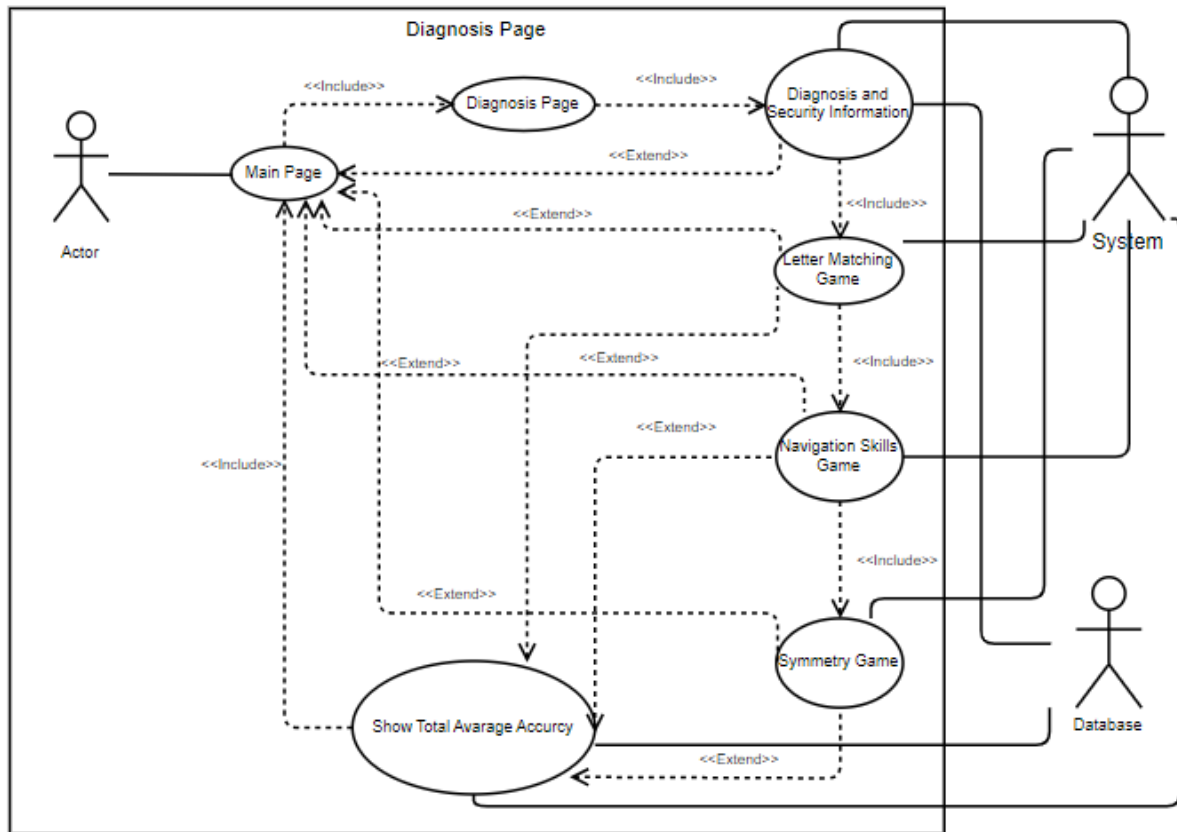 Diagnosis Page
<<Include>>
<<Include>>
Diagnosis Page
Diagnosis and
Security Information
<<Extend>>
Main Page
Actor
<<Include>>
<<Extend>>
System
Letter Matching
Game
<<Extend>>
<<Extend>>
<<Include>>
<<Extend>>
Navigation Skills
Game
<<Include>>
<<Include>>
<<Extend>>
Symmetry Game
Show Total Avarage Accurcy
Database
<<Extend>>